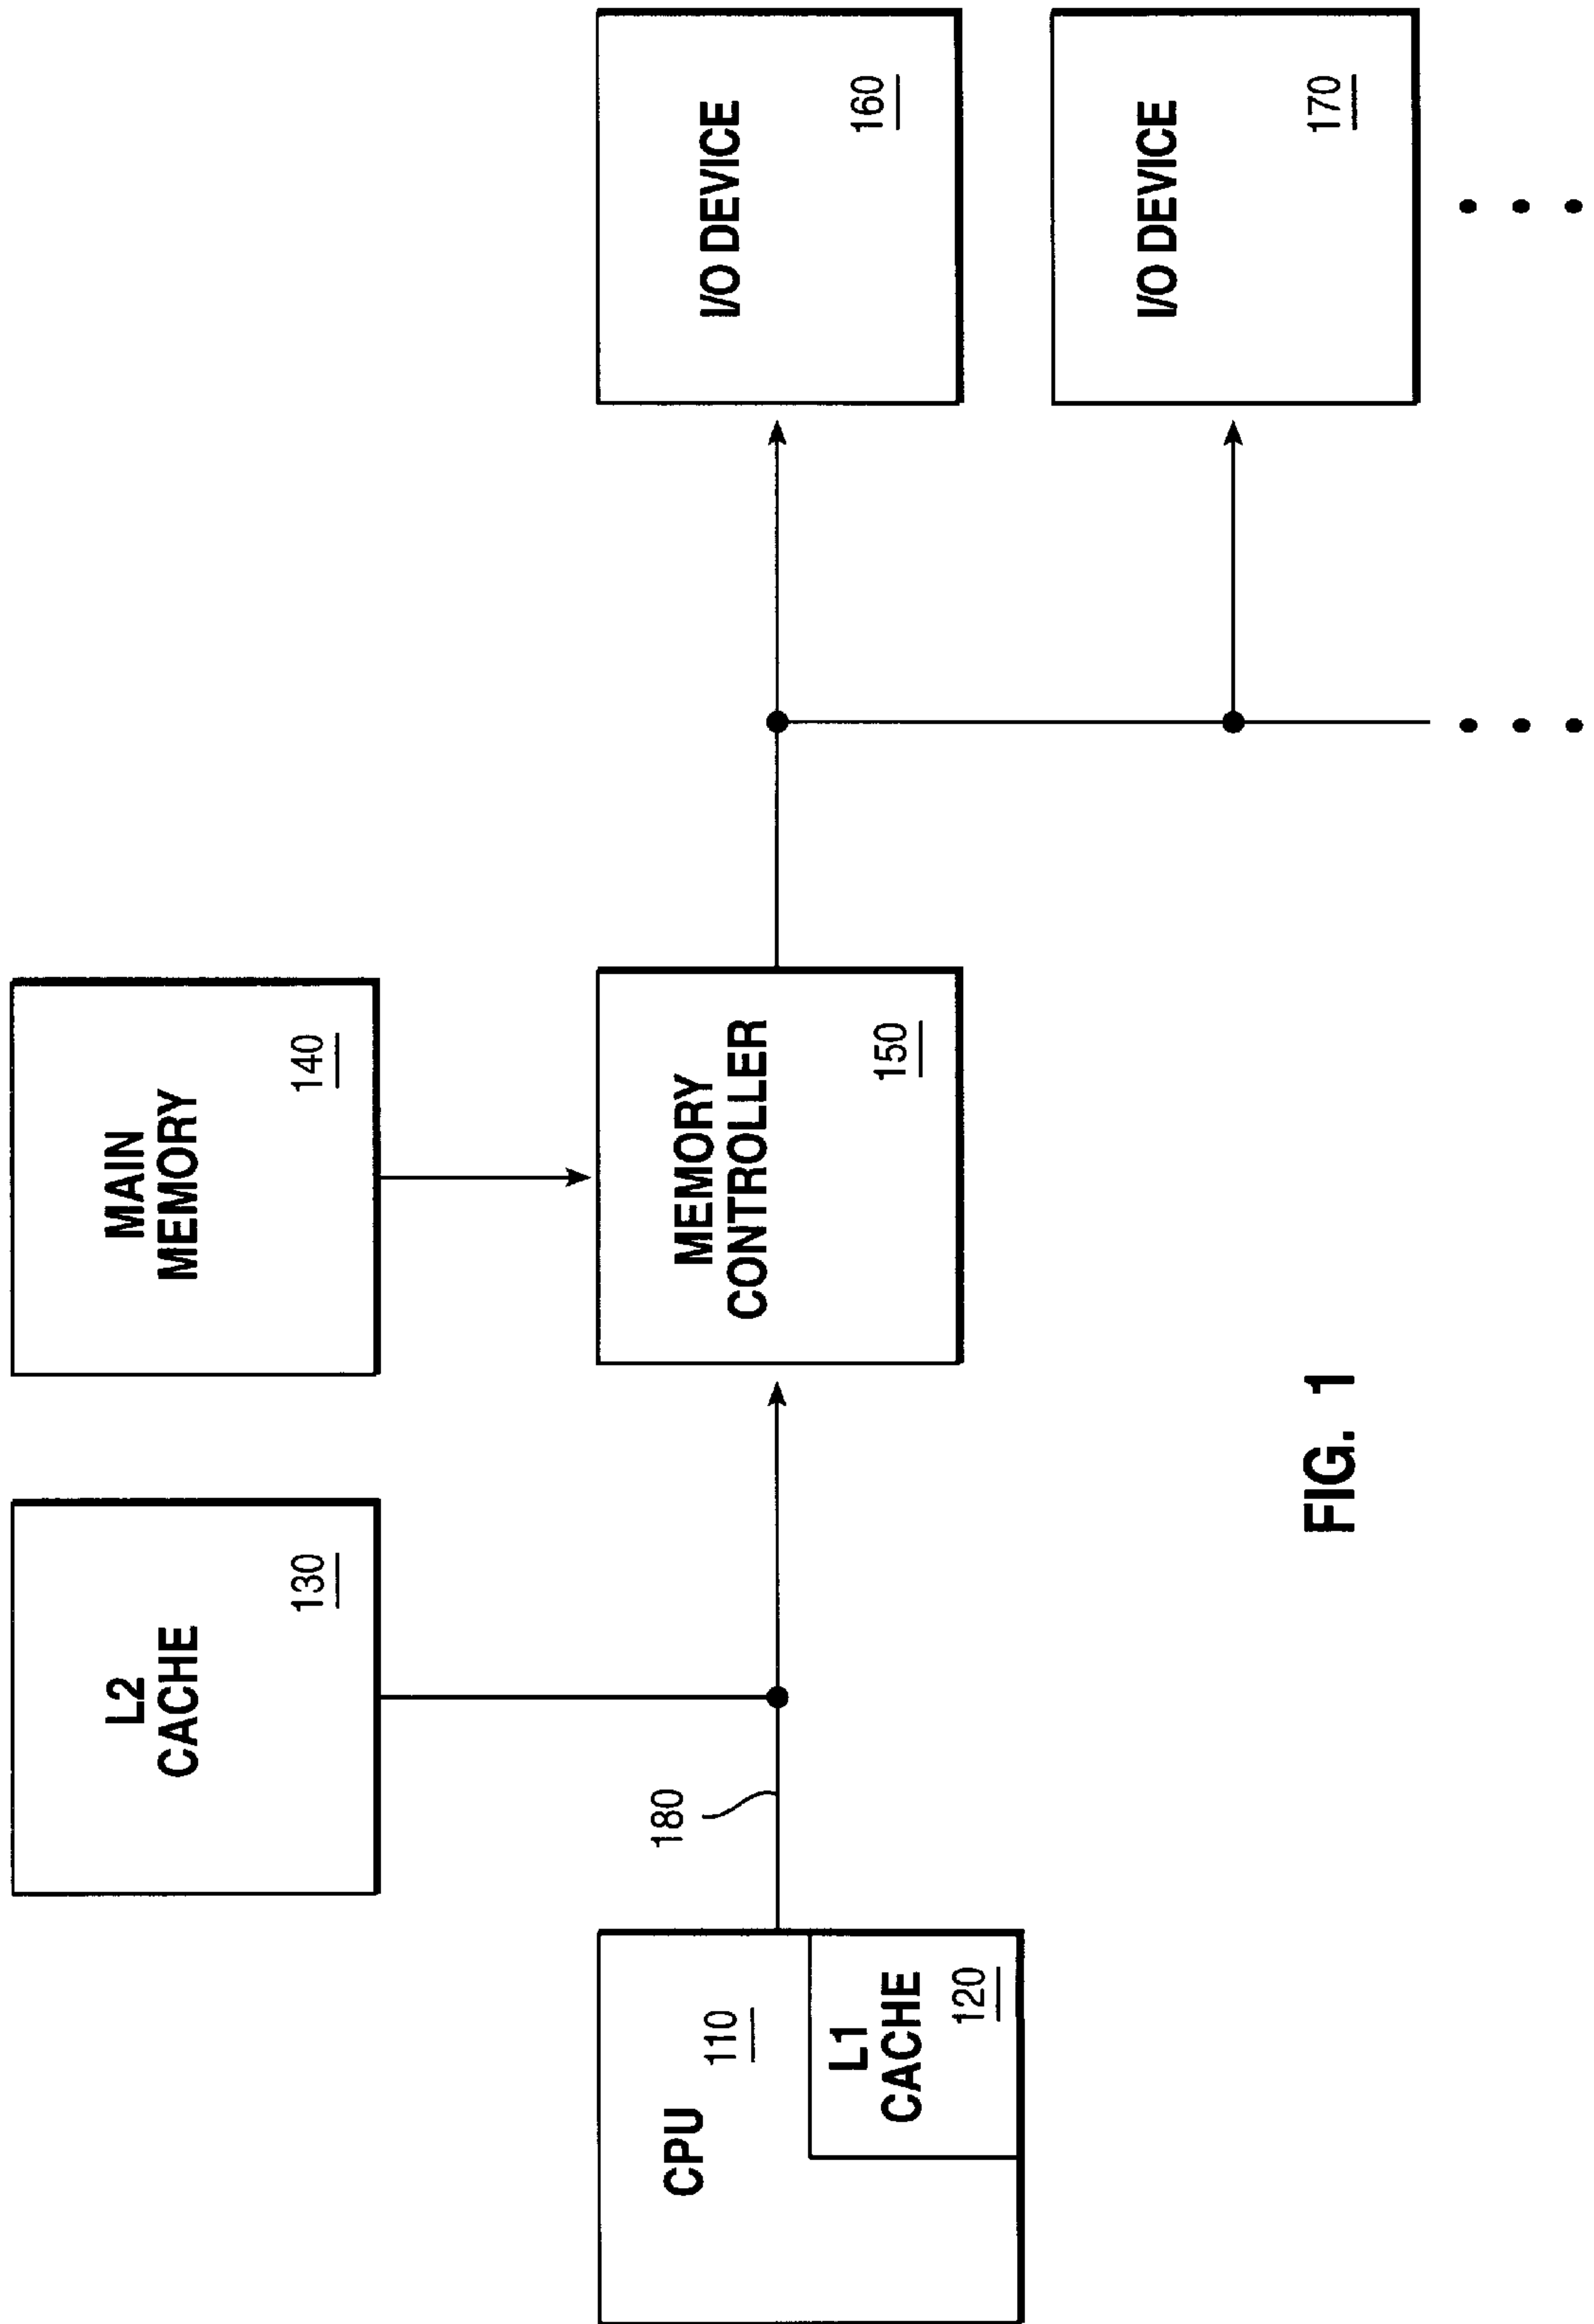 L2
CACHE
130
MAIN
MEMORY
140
CPU
110
L1
CACHE
120
180
MEMORY
CONTROLLER
150
I/O DEVICE
160
I/O DEVICE
170
FIG. 1